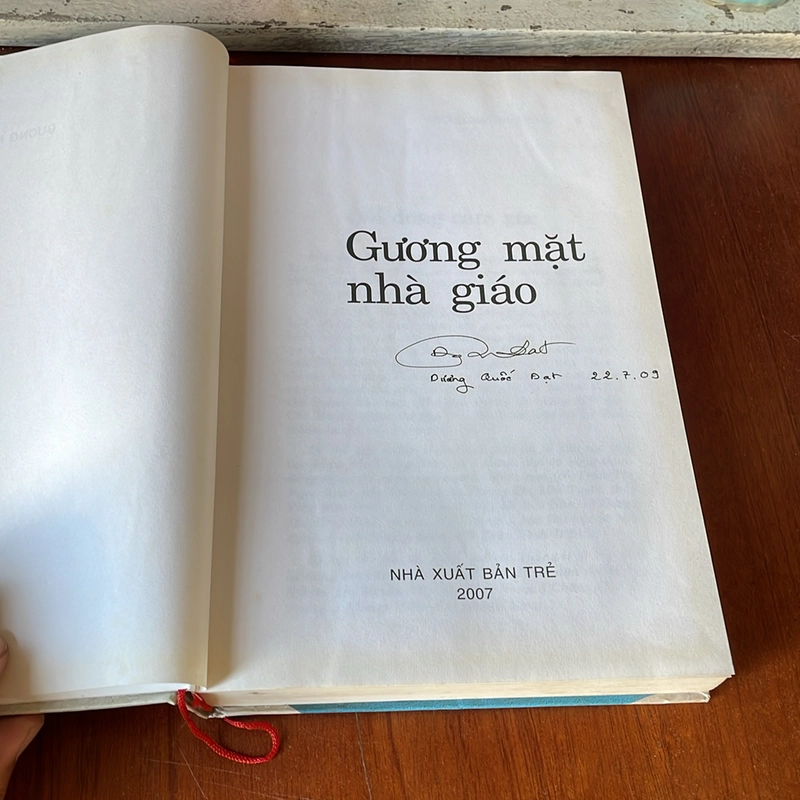 Gương mặt
nhà giáo
Dương Quốc Đạt 22.7.09
NHÀ XUẤT BẢN TRẺ
2007